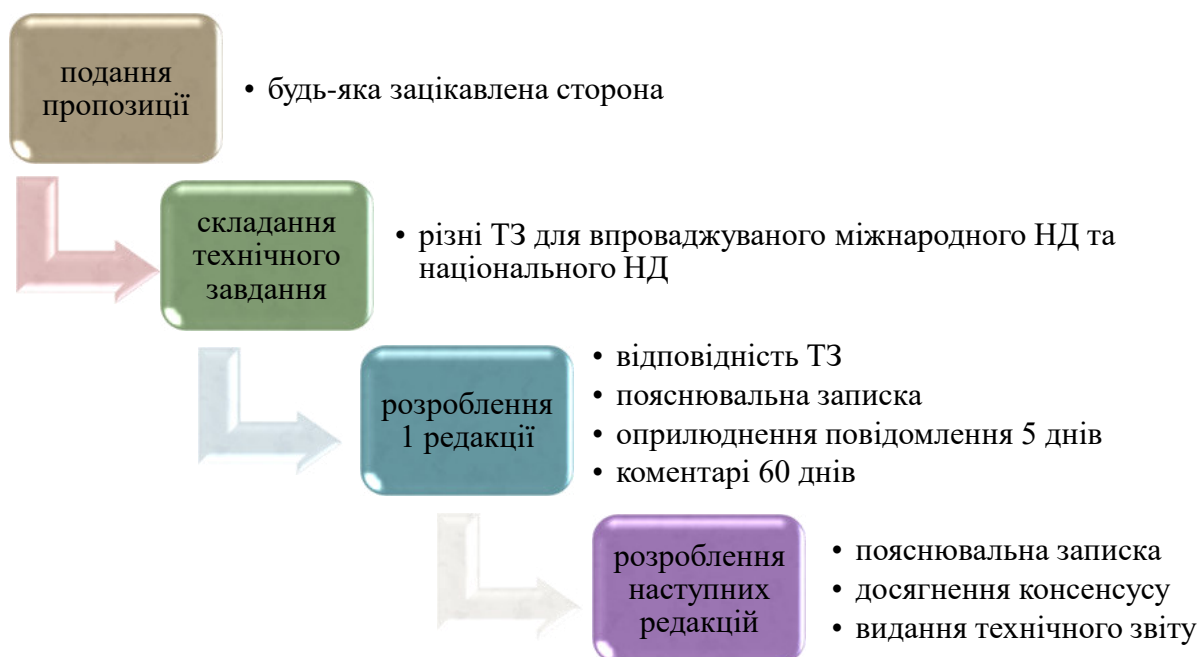 подання
пропозиції
• будь-яка зацікавлена сторона
складання
технічного
завдання
• різні ТЗ для впроваджуваного міжнародного НД та
національного НД
розроблення
1 редакції
• відповідність ТЗ
• пояснювальна записка
• оприлюднення повідомлення 5 днів
• коментарі 60 днів
розроблення
наступних
редакцій
• пояснювальна записка
• досягнення консенсусу
• видання технічного звіту